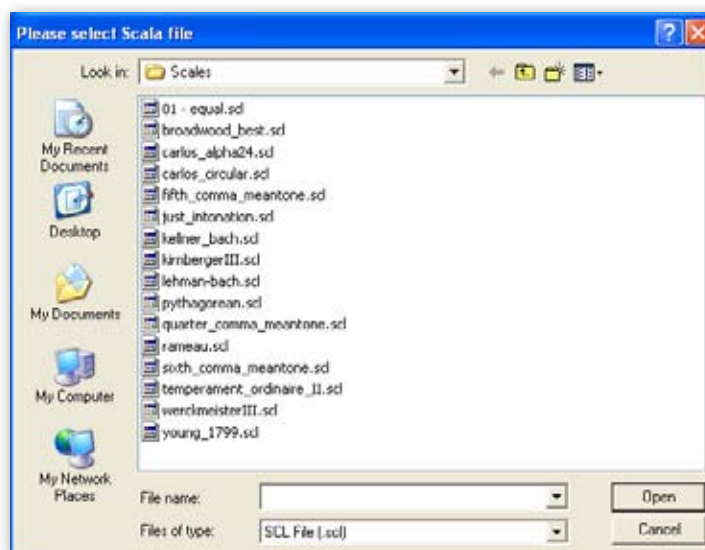 Please select Scala file
Look in: Scales
My Recent
Documents
Desktop
My Documents
My Computer
My Network
Places
01 - equal.scl
broadwood_best.scl
carlos_alpha24.scl
carlos_circular.scl
fifth_comma_meantone.scl
just_intonation.scl
kellner_bach.scl
kirnbergerIII.scl
lehman-bach.scl
pythagorean.scl
quarter_comma_meantone.scl
rameau.scl
sixth_comma_meantone.scl
temperament_ordinaire_II.scl
werckmeisterIII.scl
young_1799.scl
File name:
Open
Files of type: SCL File (.scl)
Cancel